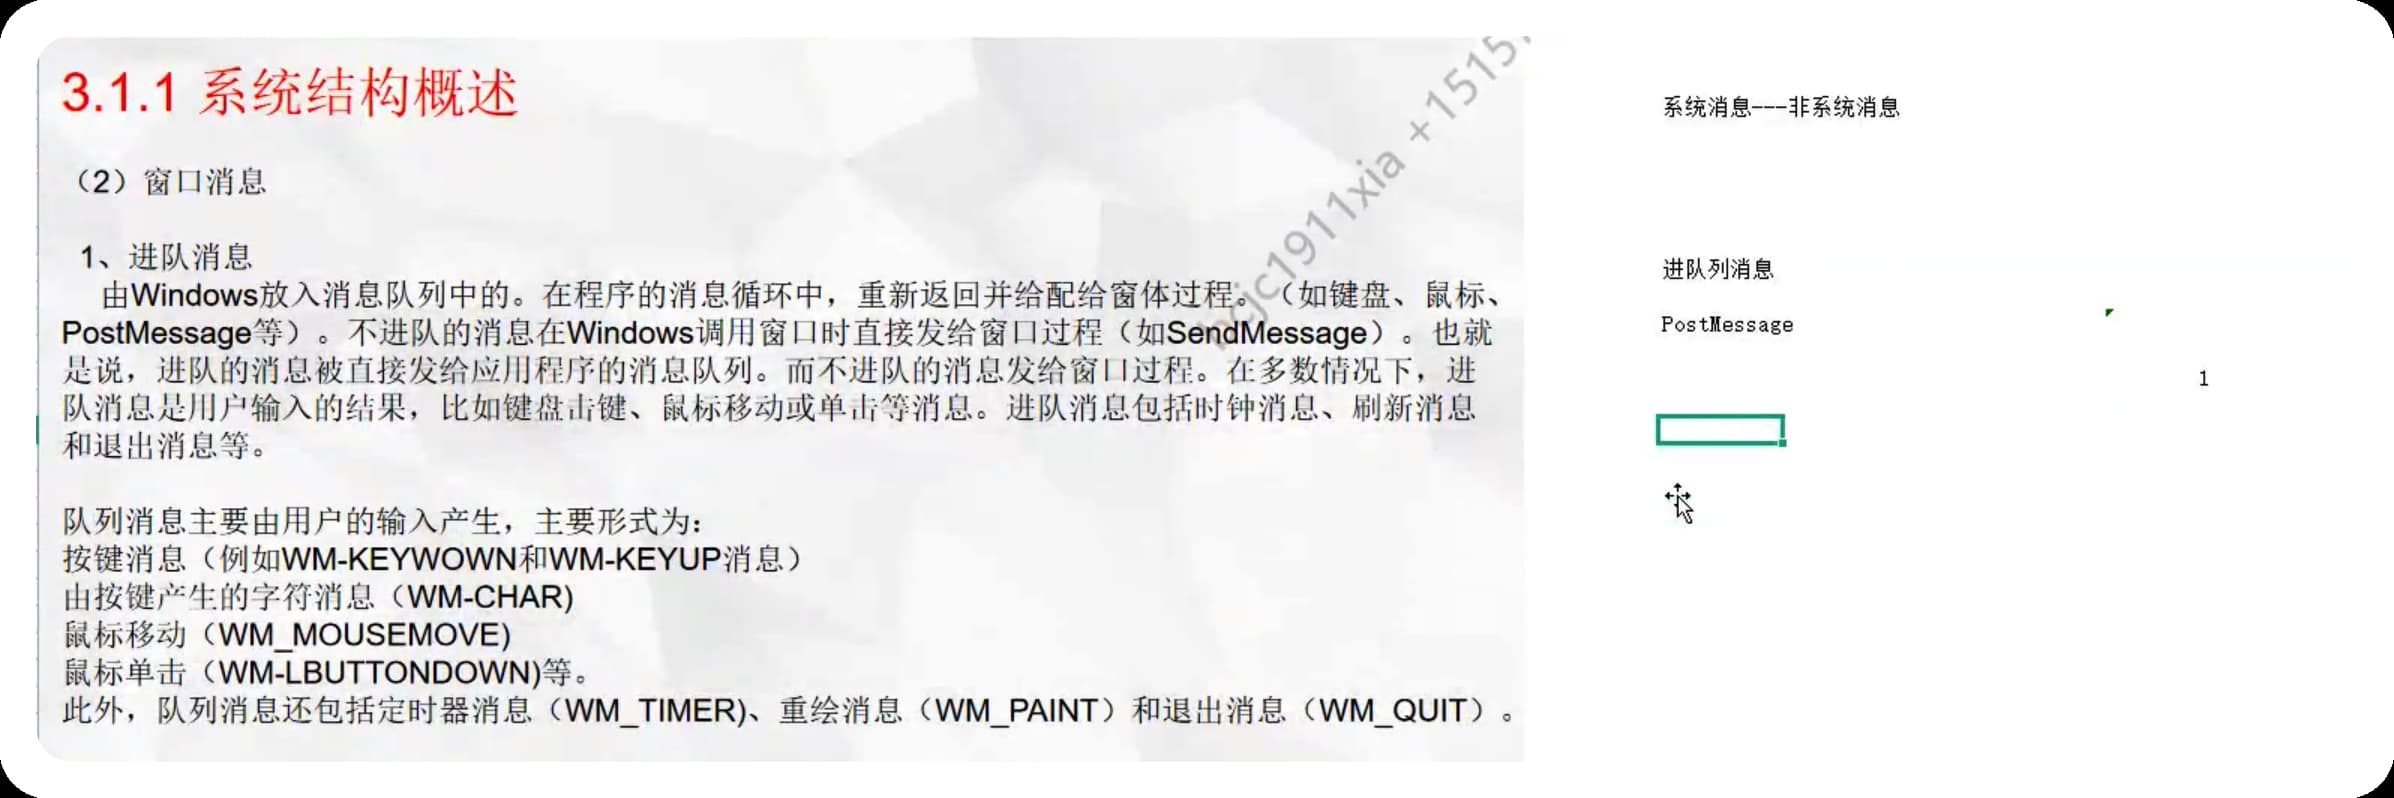 3.1.1 系统结构概述
（2）窗口消息
1、进队消息
由Windows放入消息队列中的。在程序的消息循环中，重新返回并给配给窗体过程。（如键盘、鼠标、
PostMessage等）。不进队的消息在Windows调用窗口时直接发给窗口过程（如SendMessage）。也就
是说，进队的消息被直接发给应用程序的消息队列。而不进队的消息发给窗口过程。在多数情况下，进
队消息是用户输入的结果，比如键盘击键、鼠标移动或单击等消息。进队消息包括时钟消息、刷新消息
和退出消息等。
队列消息主要由用户的输入产生，主要形式为：
按键消息（例如WM-KEYWOWN和WM-KEYUP消息）
由按键产生的字符消息（WM-CHAR)
鼠标移动（WM_MOUSEMOVE)
鼠标单击（WM-LBUTTONDOWN)等。
此外，队列消息还包括定时器消息（WM_TIMER)、重绘消息（WM_PAINT）和退出消息（WM_QUIT）。
系统消息---非系统消息
进队列消息
PostMessage
1